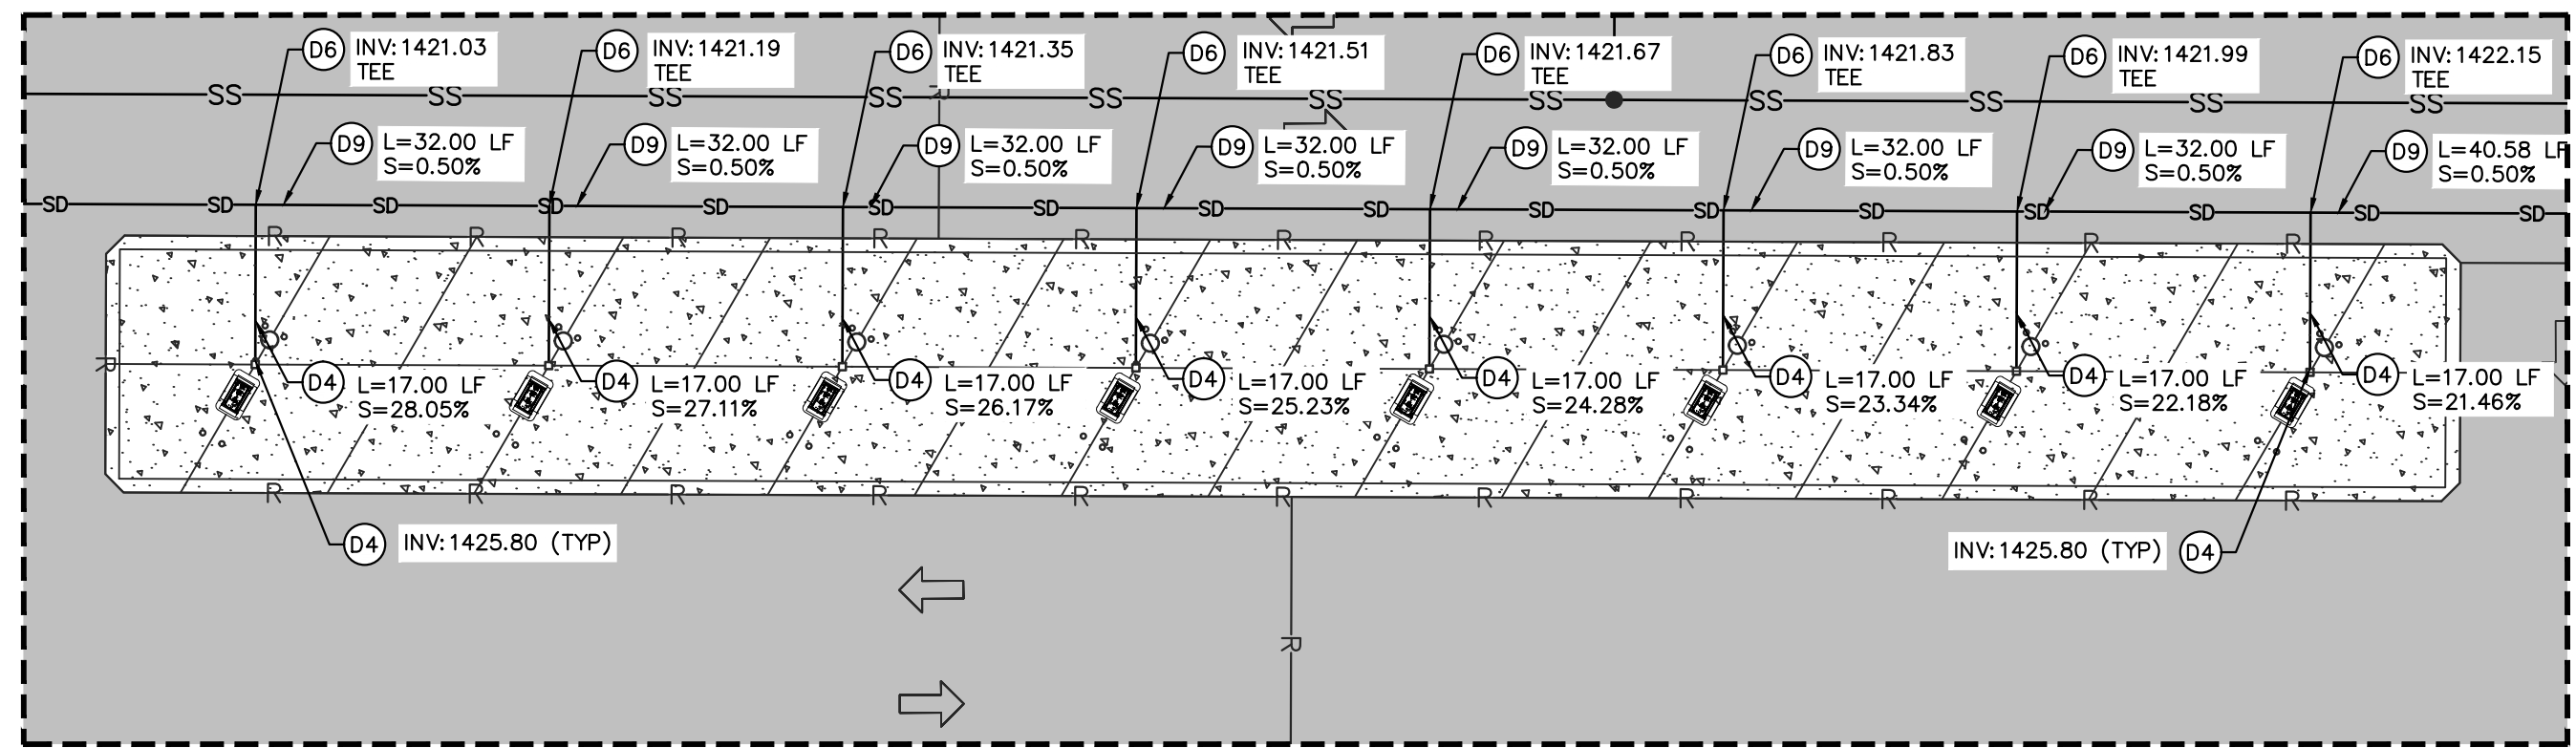 D6 INV: 1421.03
TEE
D6 INV: 1421.19
TEE
D6 INV: 1421.35
TEE
D6 INV: 1421.51
TEE
D6 INV: 1421.67
TEE
D6 INV: 1421.83
TEE
D6 INV: 1421.99
TEE
D6 INV: 1422.15
TEE
SS SS SS SS SS SS SS SS SS SS SS
R
D9 L=32.00 LF
S=0.50%
D9 L=32.00 LF
S=0.50%
D9 L=32.00 LF
S=0.50%
D9 L=32.00 LF
S=0.50%
D9 L=32.00 LF
S=0.50%
D9 L=32.00 LF
S=0.50%
D9 L=32.00 LF
S=0.50%
D9 L=40.58 LF
S=0.50%
SD SD SD SD SD SD SD SD SD SD SD SD SD SD SD SD
R R R R R R R R R R R
R
D4 L=17.00 LF
S=28.05%
D4 L=17.00 LF
S=27.11%
D4 L=17.00 LF
S=26.17%
D4 L=17.00 LF
S=25.23%
D4 L=17.00 LF
S=24.28%
D4 L=17.00 LF
S=23.34%
D4 L=17.00 LF
S=22.18%
D4 L=17.00 LF
S=21.46%
R R R R R R R R R R R
D4 INV: 1425.80 (TYP)
INV: 1425.80 (TYP) D4
R